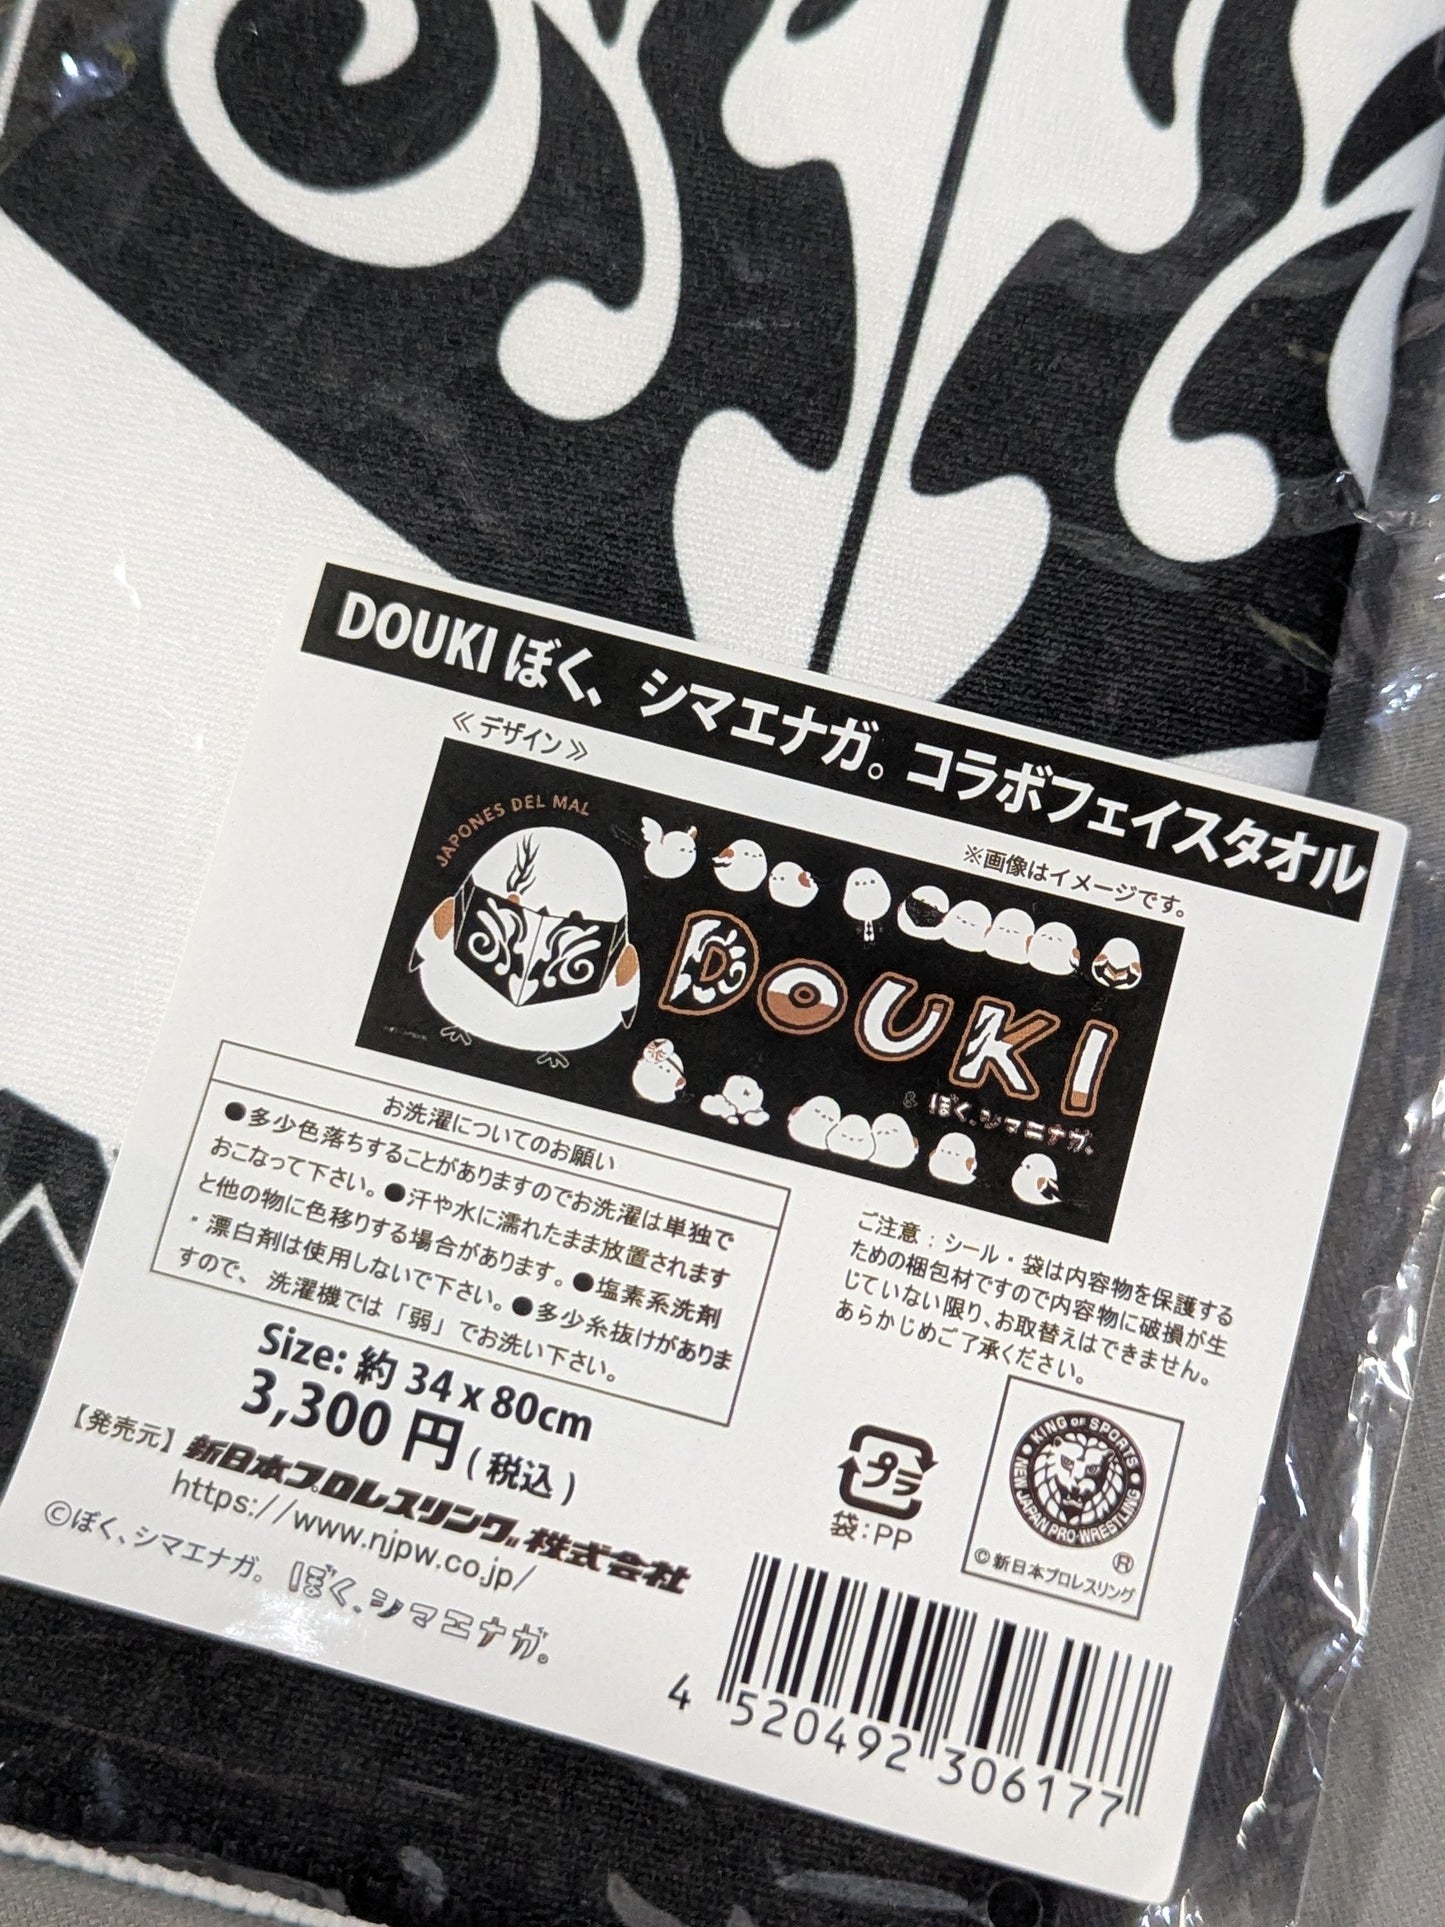 DOUKI ぼく、シマエナガ。コラボフェイスタオル
≪デザイン≫
※画像はイメージです。
JAPONES DEL MAL
DOUKI
& ぼく、シマエナガ。
お洗濯についてのお願い
●多少色落ちすることがありますのでお洗濯は単独で
おこなって下さい。●汗や水に濡れたまま放置されます
と他の物に色移りする場合があります。●塩素系洗剤
・漂白剤は使用しないで下さい。●多少糸抜けがありま
すので、洗濯機では「弱」でお洗い下さい。
ご注意：シール・袋は内容物を保護する
ための梱包材ですので内容物に破損が生
じていない限り、お取替えはできません。
あらかじめご了承ください。
Size: 約 34 x 80cm
3,300 円 ( 税込 )
【発売元】新日本プロレスリング株式会社
https://www.njpw.co.jp/
©ぼく、シマエナガ。 ぼく、シマエナガ。
プラ
袋：PP
KING OF SPORTS
NEW JAPAN PRO-WRESTLING
®
©新日本プロレスリング
4 520492 306177